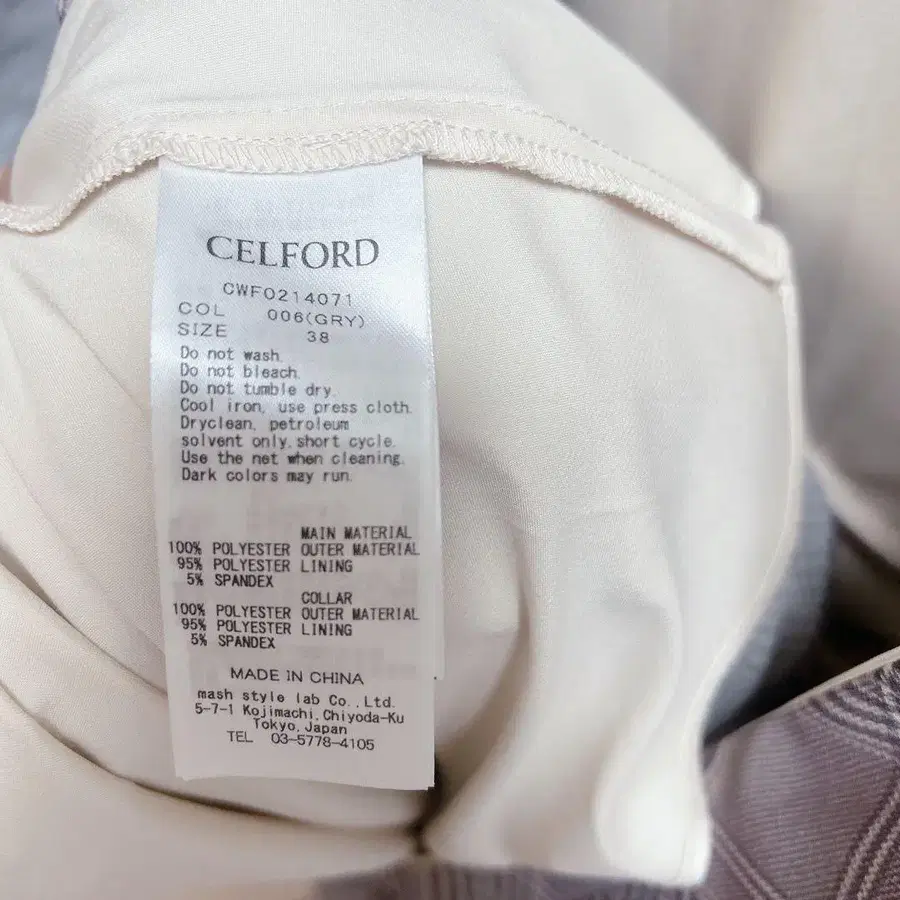 CELFORD
CWF0214071
COL 006(GRY)
SIZE 38
Do not wash.
Do not bleach.
Do not tumble dry.
Cool iron, use press cloth.
Dryclean, petroleum
solvent only, short cycle.
Use the net when cleaning.
Dark colors may run.
MAIN MATERIAL
100% POLYESTER OUTER MATERIAL
95% POLYESTER LINING
5% SPANDEX
COLLAR
100% POLYESTER OUTER MATERIAL
95% POLYESTER LINING
5% SPANDEX
MADE IN CHINA
mash style lab Co.,Ltd.
5-7-1 Kojimachi,Chiyoda-Ku
Tokyo,Japan
TEL 03-5778-4105